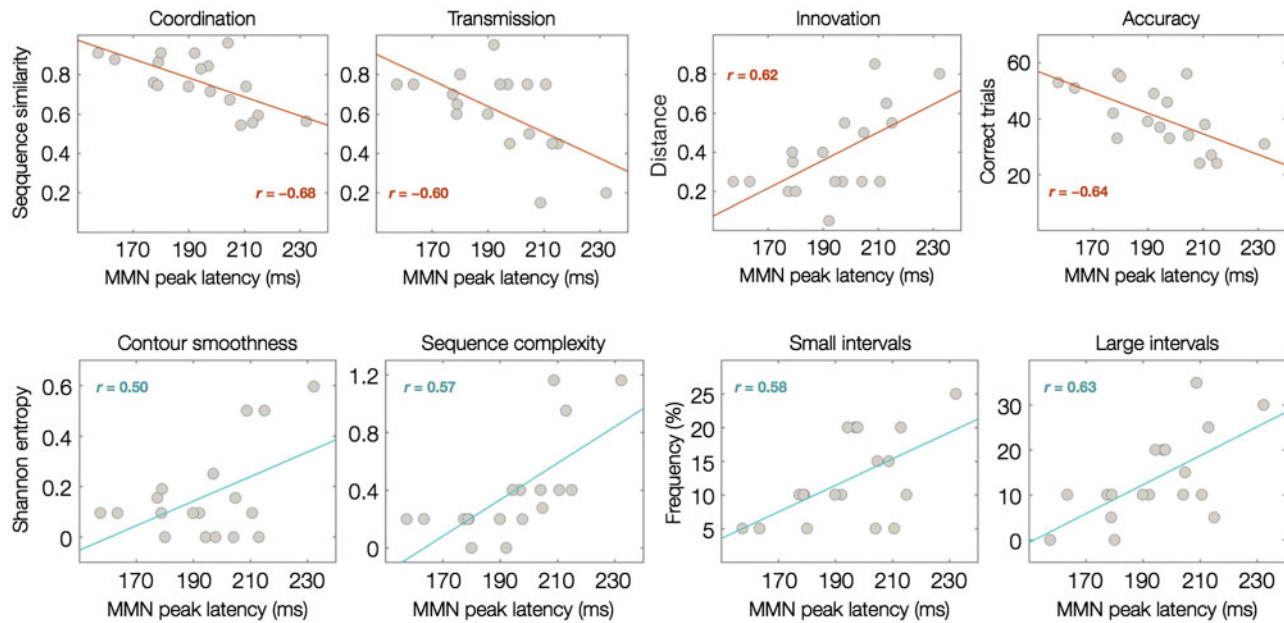 Coordination
Transmission
Innovation
Accuracy
Seqquence similarity
0.8
0.6
0.4
0.2
r = −0.68
170 190 210 230
MMN peak latency (ms)
0.8
0.6
0.4
0.2
r = −0.60
170 190 210 230
MMN peak latency (ms)
Distance
0.8
0.6
0.4
0.2
r = 0.62
170 190 210 230
MMN peak latency (ms)
Correct trials
60
40
20
r = −0.64
170 190 210 230
MMN peak latency (ms)
Contour smoothness
Sequence complexity
Small intervals
Large intervals
Shannon entropy
0.6
0.4
0.2
0
r = 0.50
170 190 210 230
MMN peak latency (ms)
1.2
0.8
0.4
0
r = 0.57
170 190 210 230
MMN peak latency (ms)
Frequency (%)
25
20
15
10
5
r = 0.58
170 190 210 230
MMN peak latency (ms)
30
20
10
0
r = 0.63
170 190 210 230
MMN peak latency (ms)